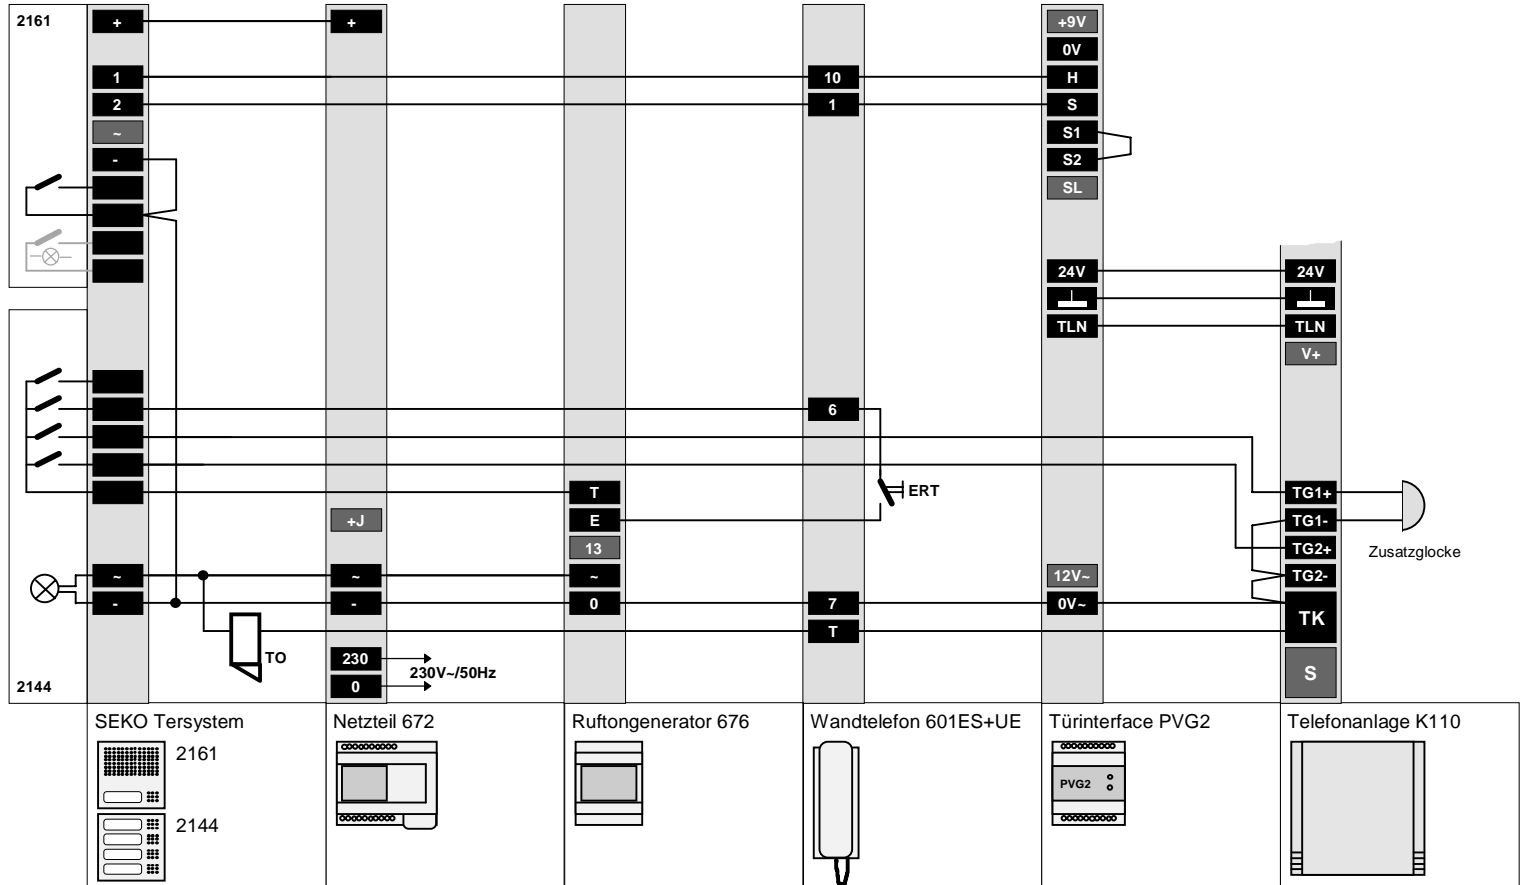 2161 + + +9V
0V
1 10 H
2 1 S
~ S1
- S2
SL
24V 24V
TLN TLN
V+
6
T ERT TG1+
+J E TG1-
13 TG2+ Zusatzglocke
~ ~ ~ 12V~ TG2-
- - 0 7 0V~ TK
TO T
230 230V~/50Hz S
2144 0
SEKO Tersystem Netzteil 672 Ruftongenerator 676 Wandtelefon 601ES+UE Türinterface PVG2 Telefonanlage K110
2161
PVG2
2144